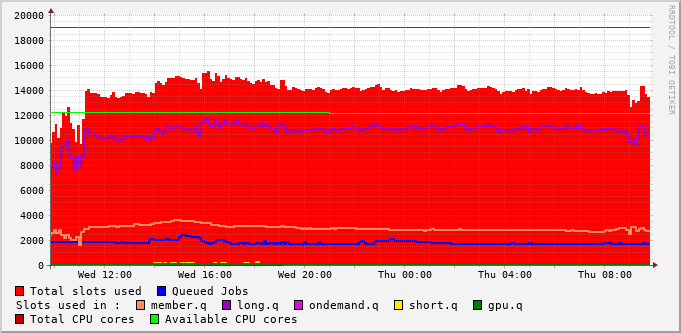 20000
18000
16000
14000
12000
10000
8000
6000
4000
2000
0
Wed 12:00 Wed 16:00 Wed 20:00 Thu 00:00 Thu 04:00 Thu 08:00
RRDTOOL / TOBI OETIKER
Total slots used Queued Jobs
Slots used in : member.q long.q ondemand.q short.q gpu.q
Total CPU cores Available CPU cores